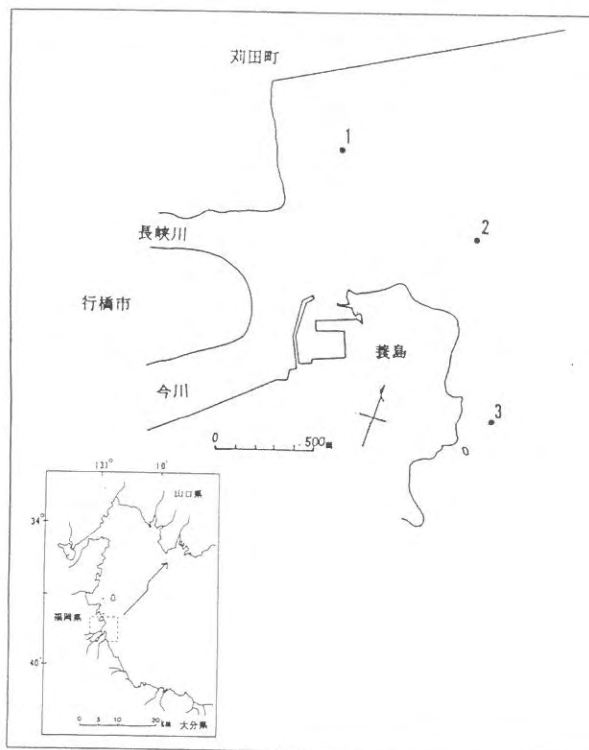 苅田町
1
2
長峡川
行橋市
蓑島
今川
3
0 500m
131° 10'
山口県
34°
福岡県
40'
0 5 10 20km
大分県